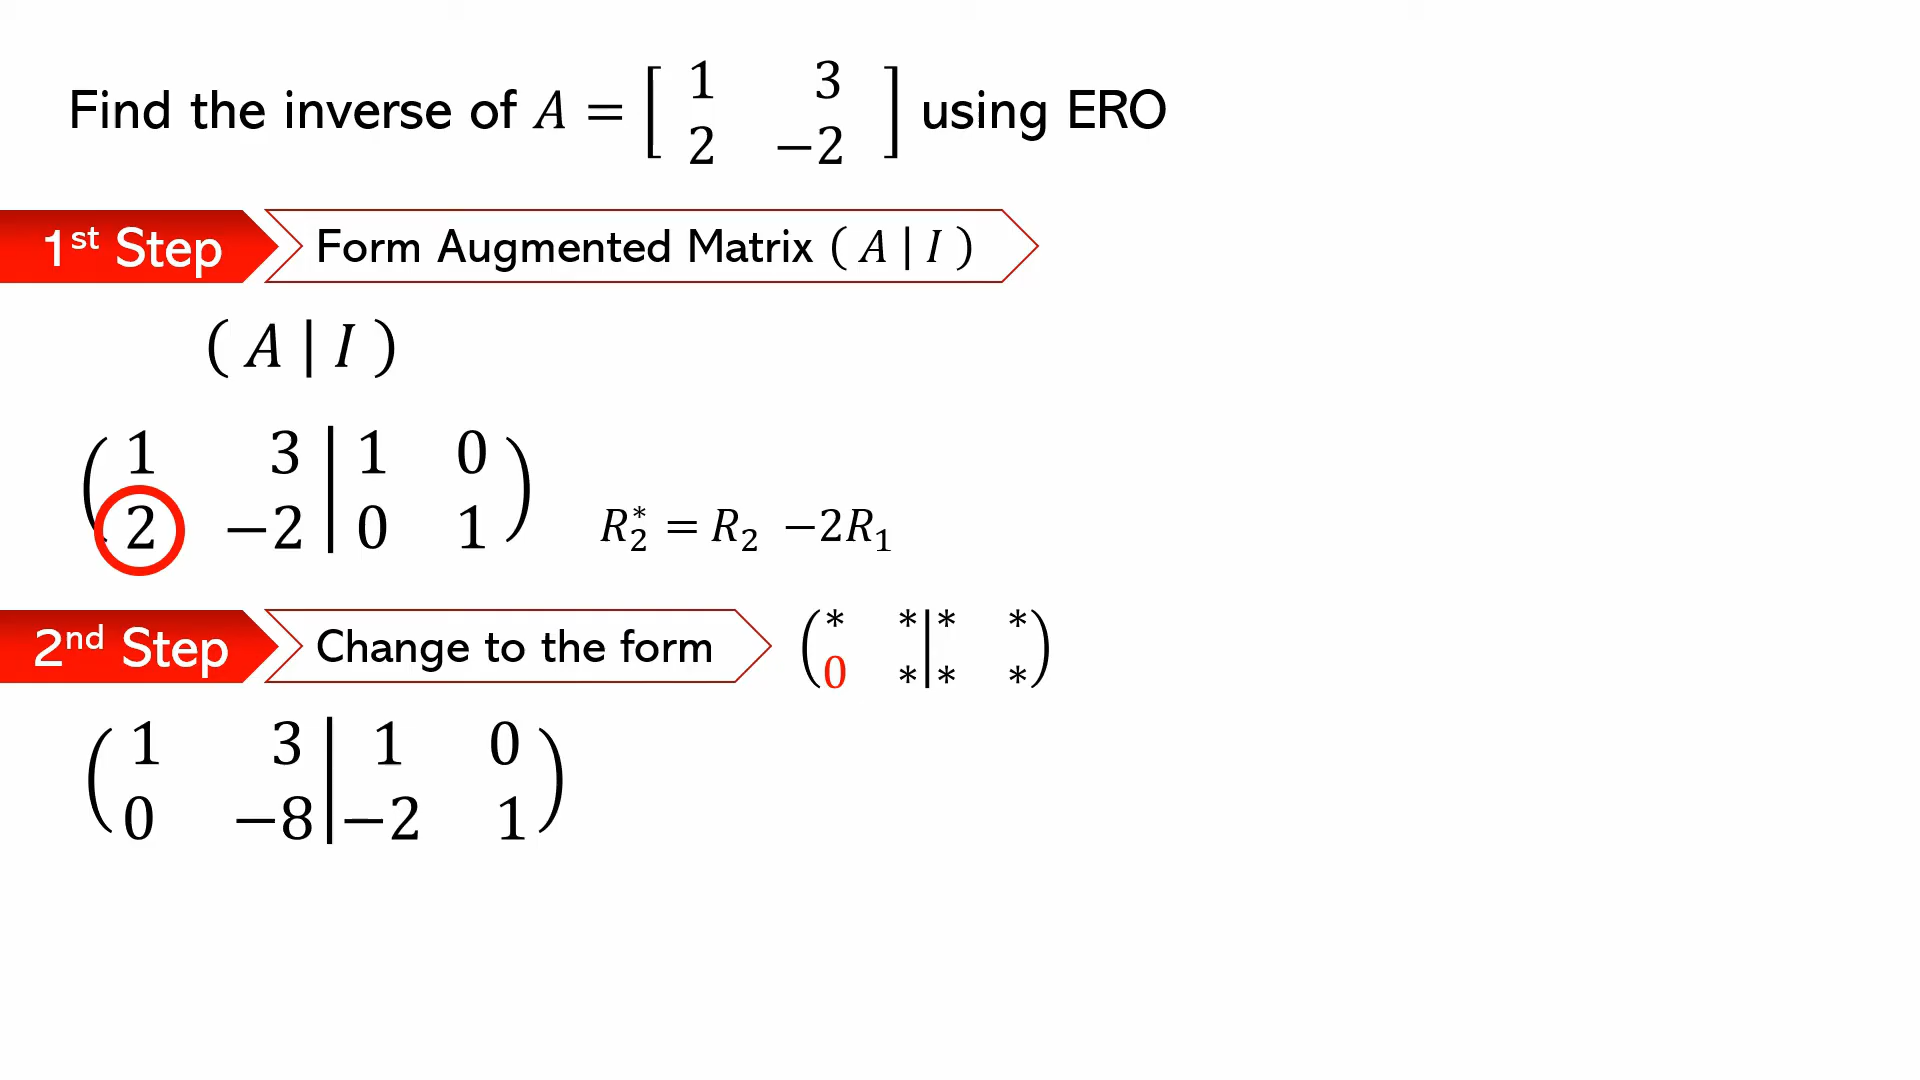 Find the inverse of A = [ 1 3 ] using ERO
2 −2
1st Step Form Augmented Matrix ( A | I )
( A | I )
( 1 3 | 1 0 )
2 −2 | 0 1 R₂* = R₂ −2R₁
2nd Step Change to the form ( * * | * * )
0 * | * *
( 1 3 | 1 0 )
0 −8 | −2 1